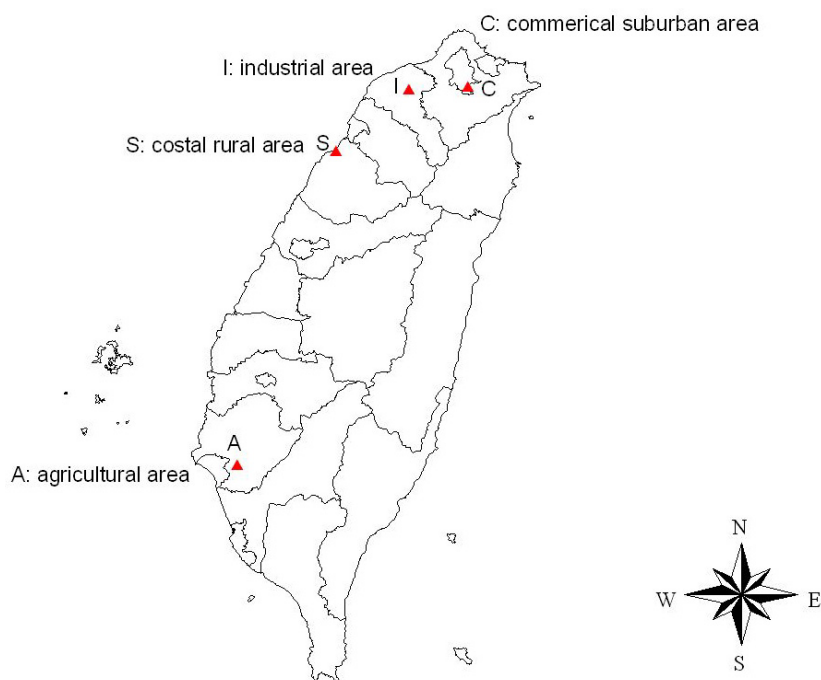 C: commerical suburban area
I: industrial area
I
C
S: costal rural area
S
A
A: agricultural area
N
W
E
S